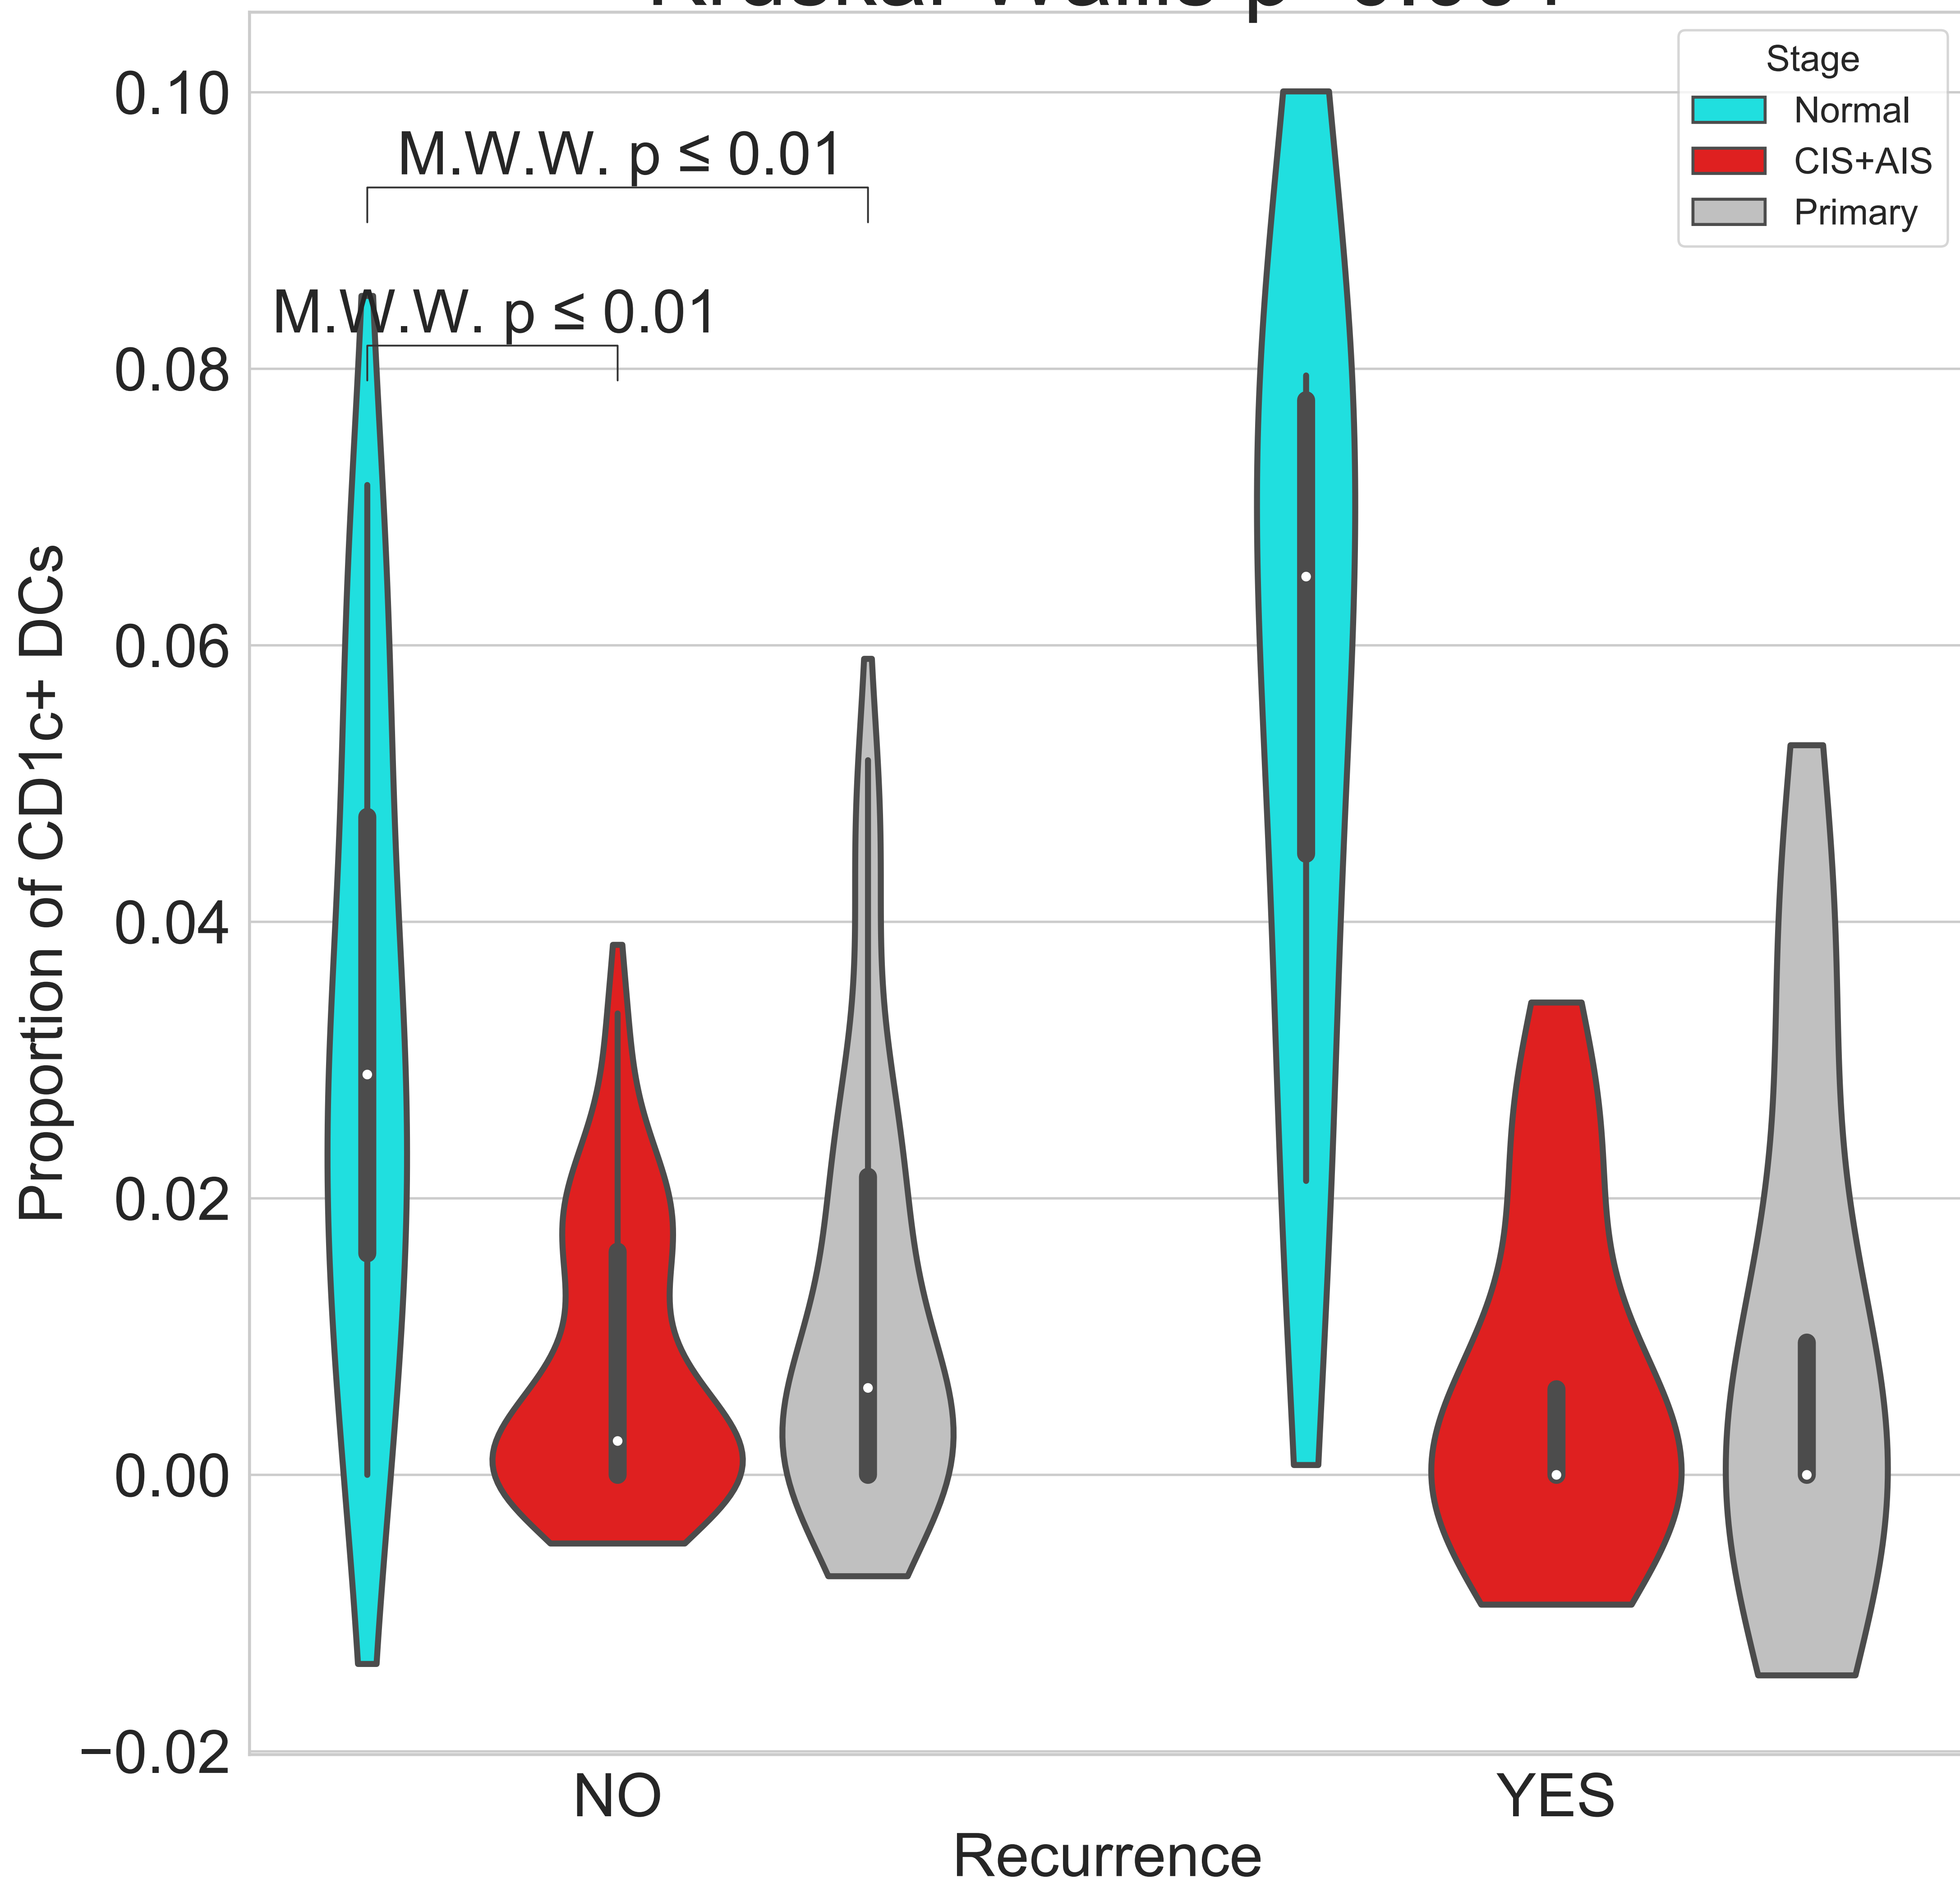 Stage
Normal
CIS+AIS
Primary
M.W.W. p ≤ 0.01
M.W.W. p ≤ 0.01
0.10
0.08
0.06
0.04
0.02
0.00
−0.02
Proportion of CD1c+ DCs
NO
YES
Recurrence